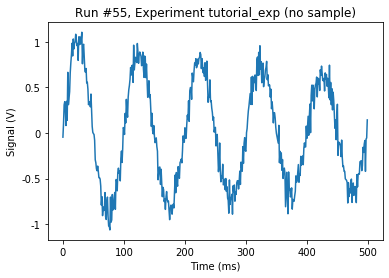 Run #55, Experiment tutorial_exp (no sample)
1
0.5
0
-0.5
-1
Signal (V)
0 100 200 300 400 500
Time (ms)